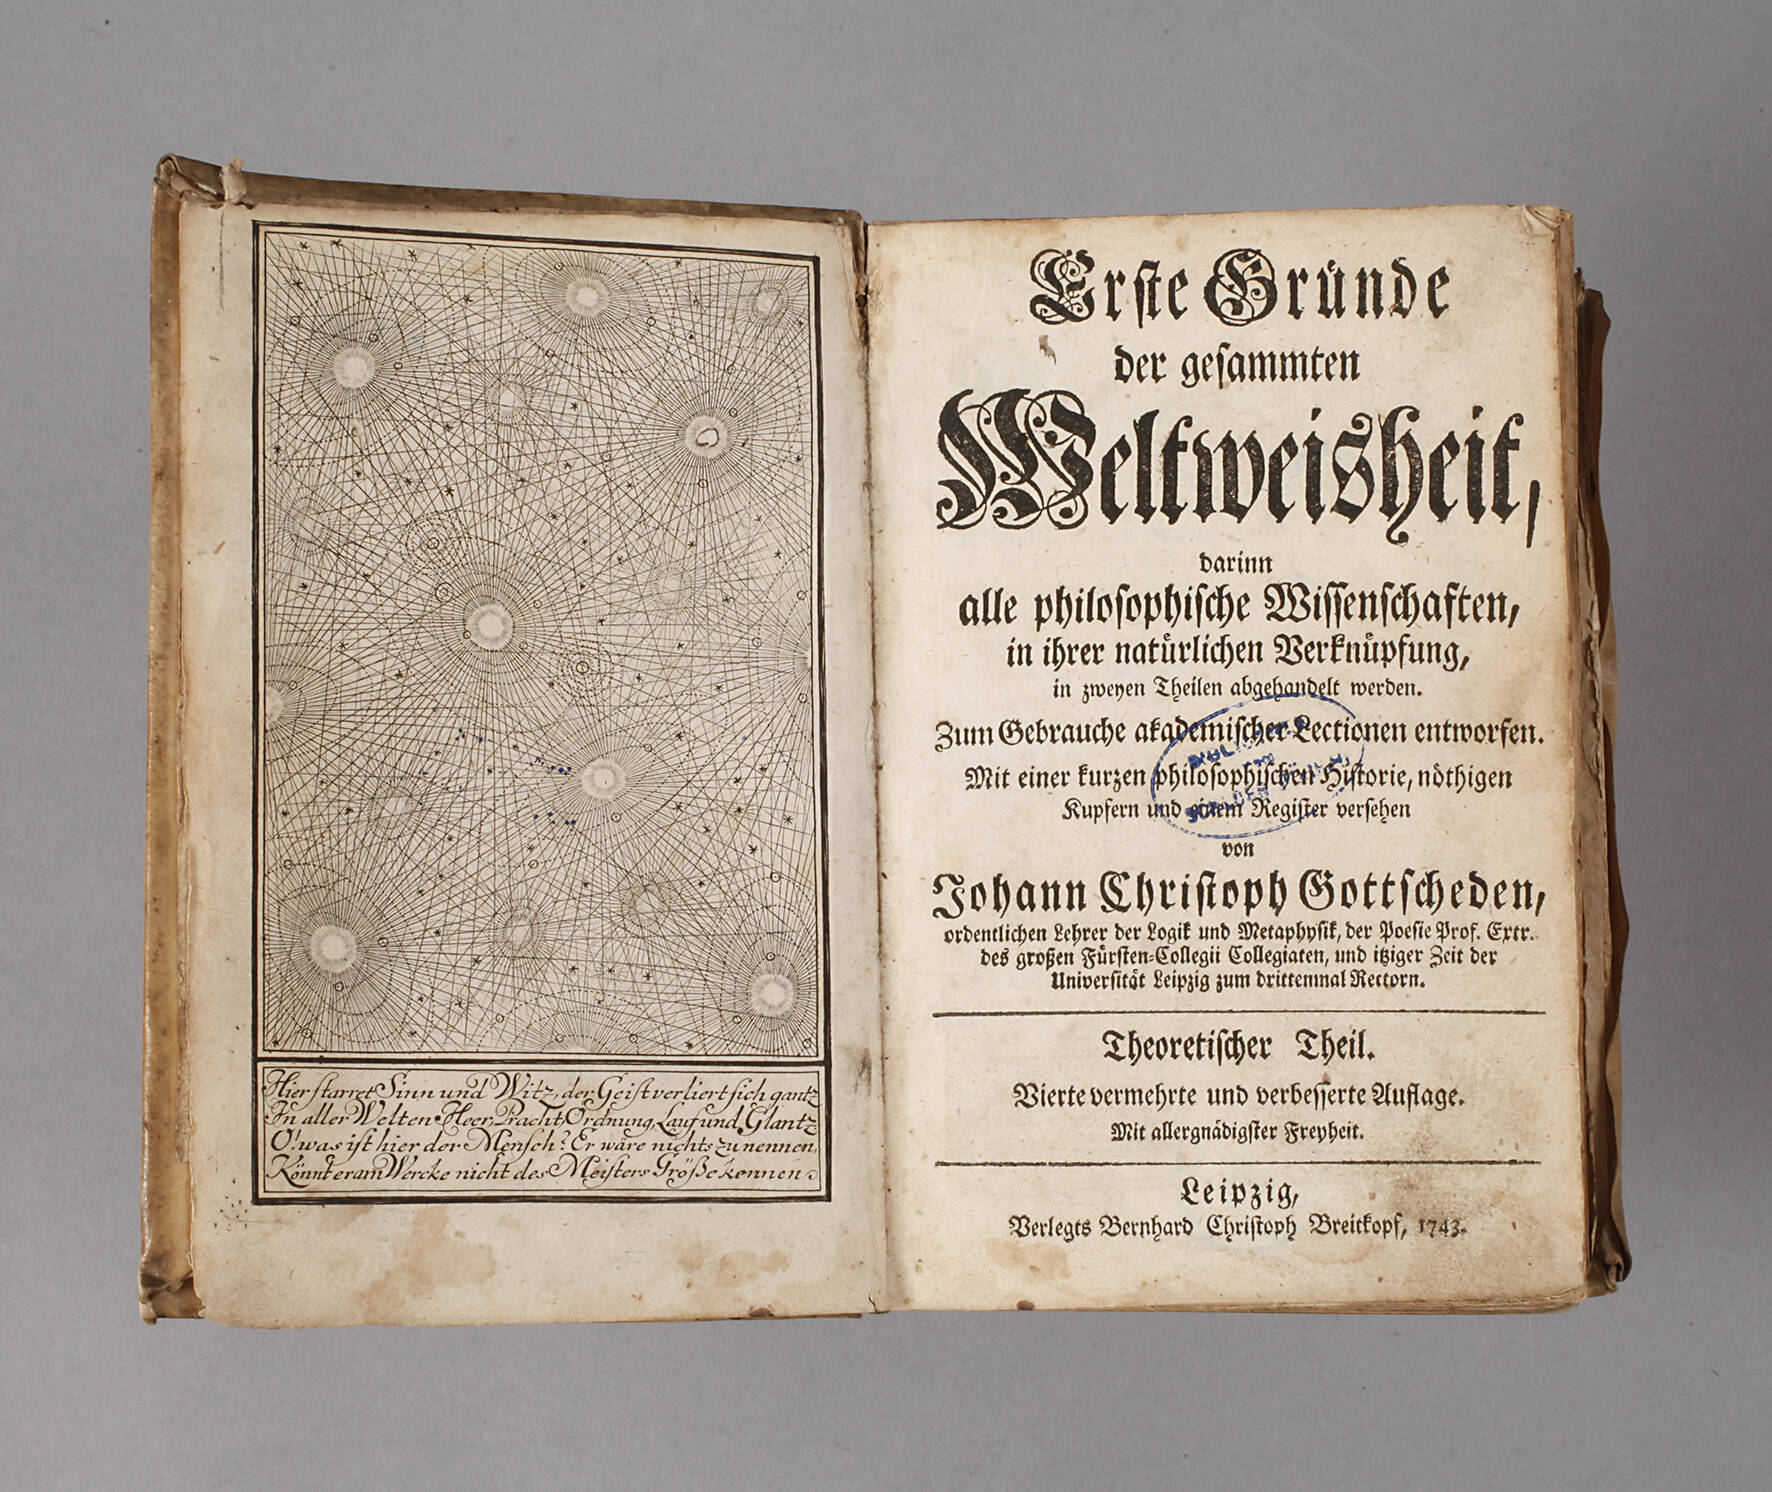 Hier starret Sinn und Witz, der Geist verliert sich gantz
In aller Welten Heer, Pracht, Ordnung, Lauf und Glantz
O! was ist hier der Mensch? Er wäre nichts zu nennen,
Könnt er am Wercke nicht des Meisters Größe kennen.
Erſte Gründe
der geſammten
Weltweisheit,
darinn
alle philoſophiſche Wiſſenſchaften,
in ihrer natürlichen Verknüpfung,
in zweyen Theilen abgehandelt werden.
Zum Gebrauche akademiſcher Lectionen entworfen.
Mit einer kurzen philoſophiſchen Hiſtorie, nöthigen
Kupfern und einem Regiſter verſehen
von
Johann Chriſtoph Gottſcheden,
ordentlichen Lehrer der Logik und Metaphyſik, der Poeſie Prof. Extr.
des großen Fürſten-Collegii Collegiaten, und itziger Zeit der
Univerſität Leipzig zum drittenmal Rectorn.
Theoretiſcher Theil.
Vierte vermehrte und verbeſſerte Auflage.
Mit allergnädigſter Freyheit.
Leipzig,
Verlegts Bernhard Chriſtoph Breitkopf, 1743.